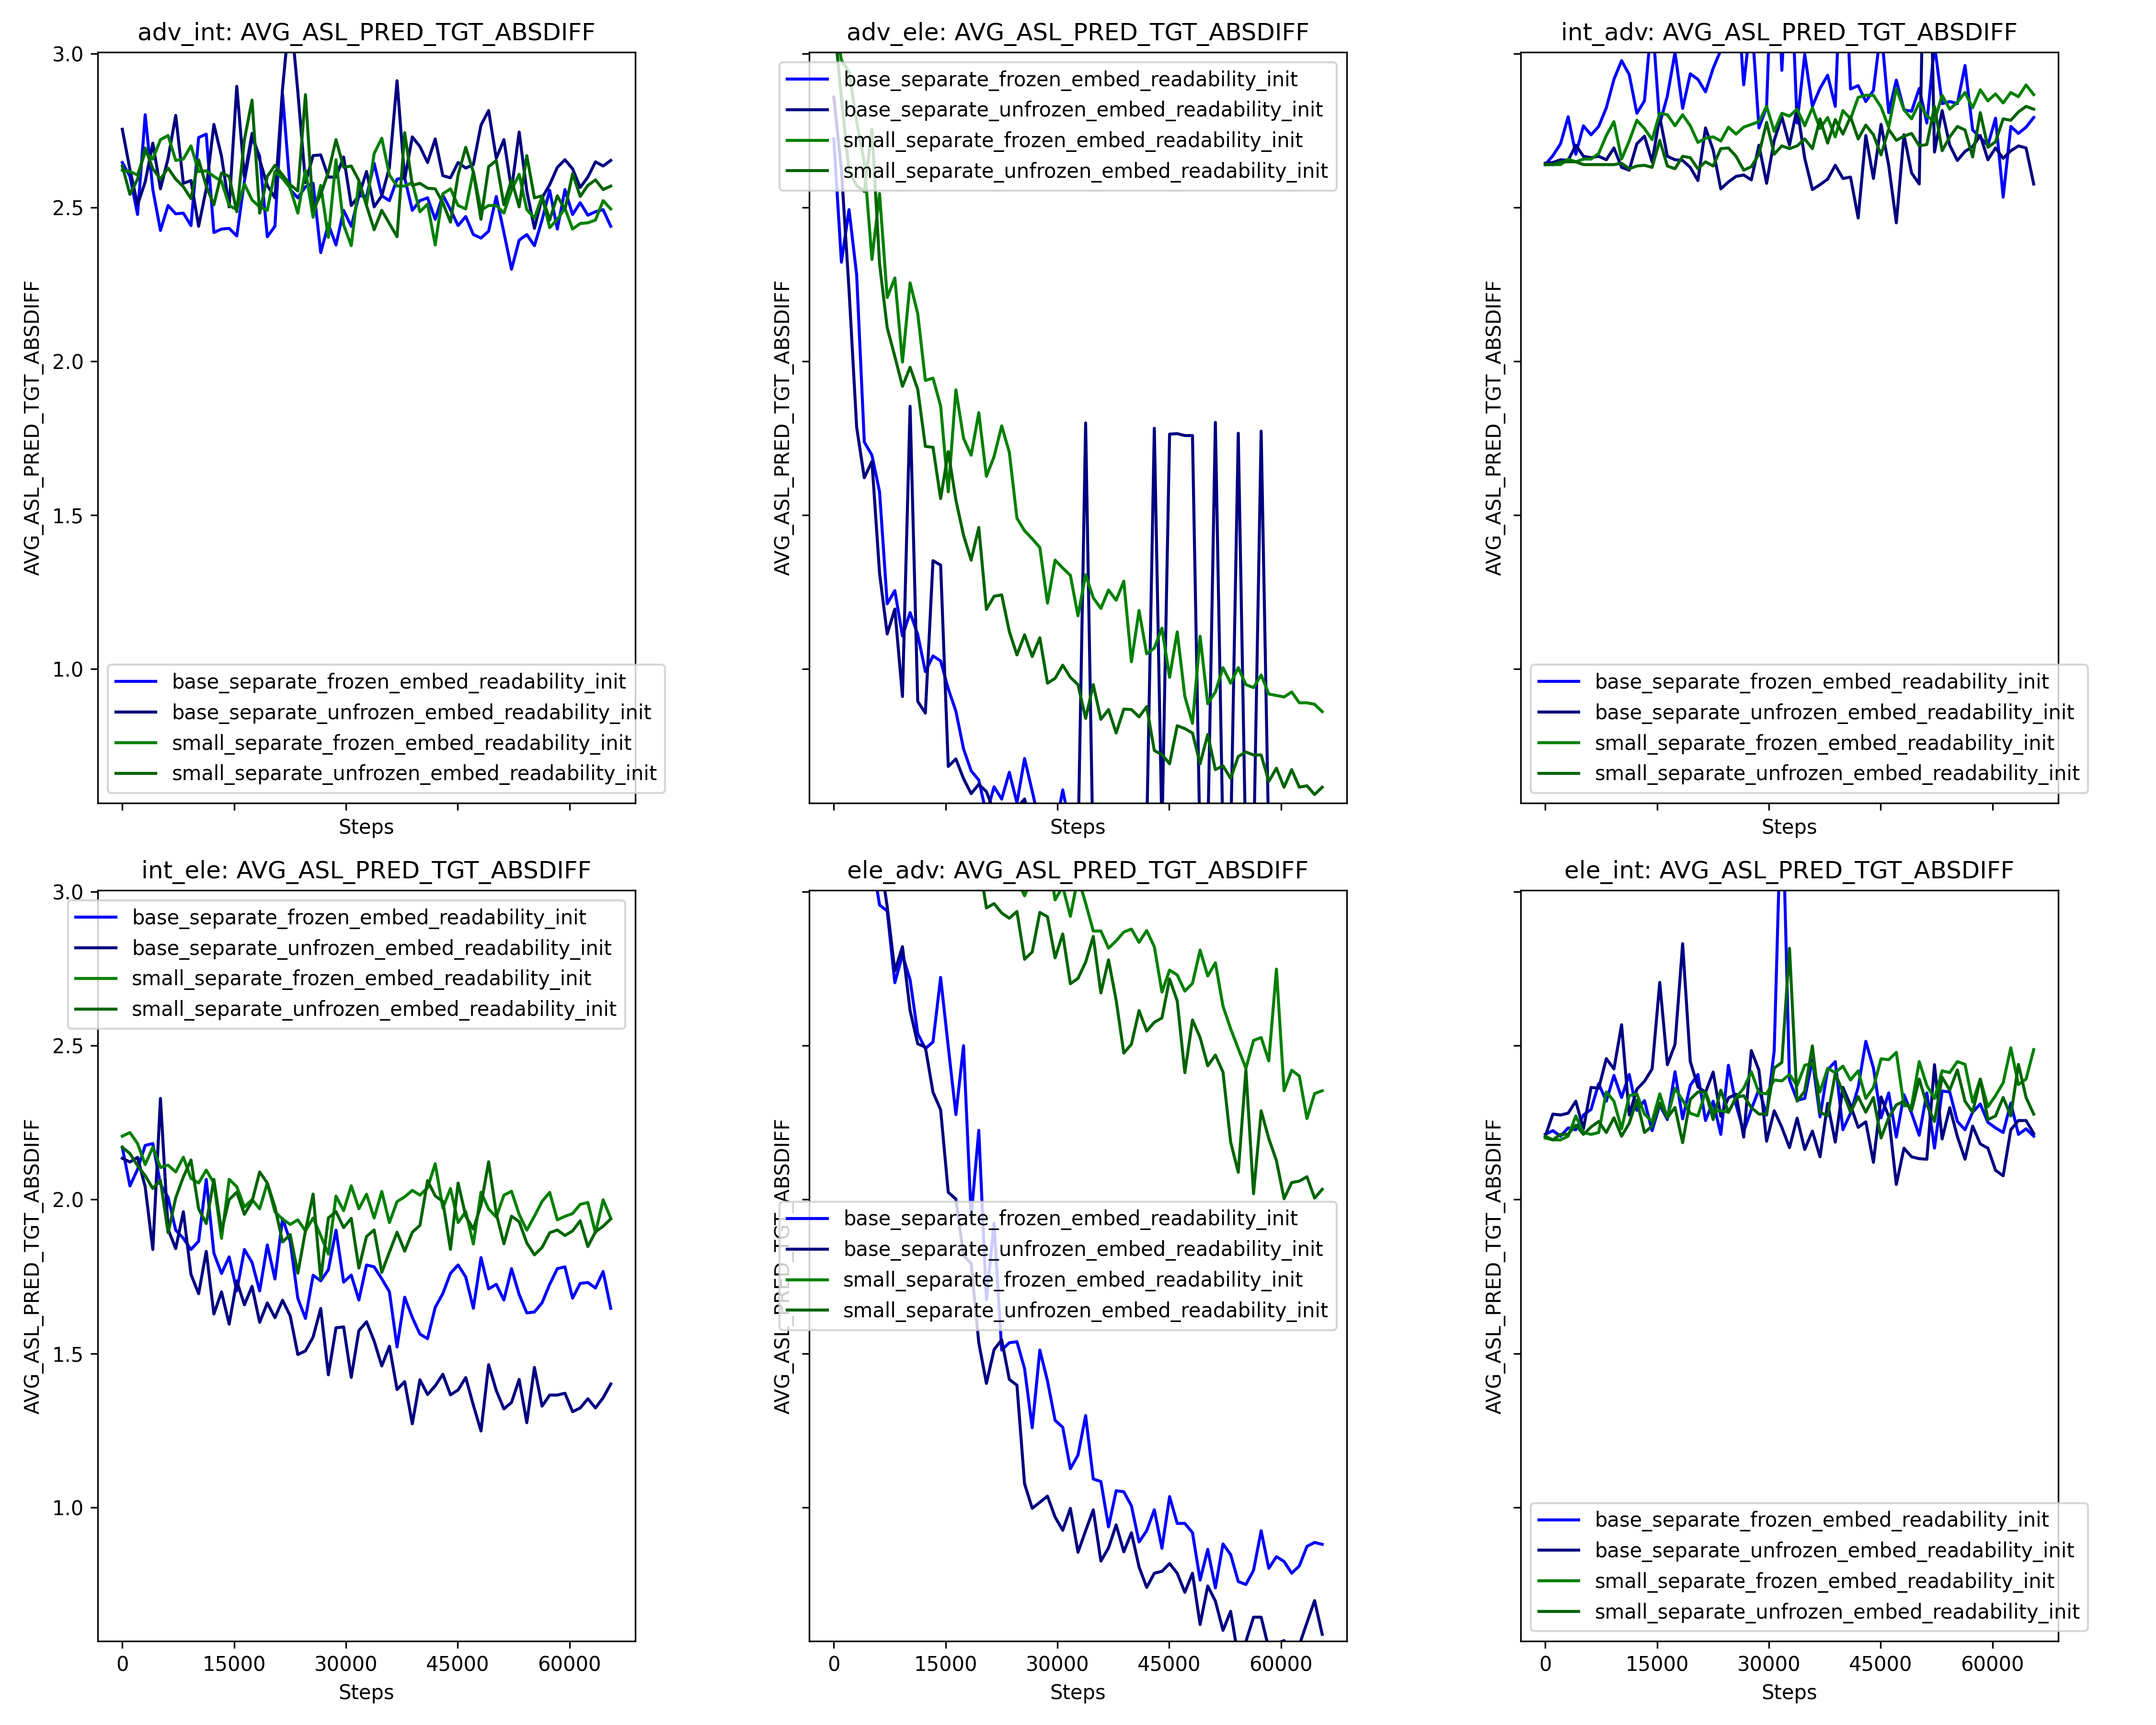 adv_int: AVG_ASL_PRED_TGT_ABSDIFF
AVG_ASL_PRED_TGT_ABSDIFF
3.0
2.5
2.0
1.5
1.0
base_separate_frozen_embed_readability_init
base_separate_unfrozen_embed_readability_init
small_separate_frozen_embed_readability_init
small_separate_unfrozen_embed_readability_init
Steps
adv_ele: AVG_ASL_PRED_TGT_ABSDIFF
AVG_ASL_PRED_TGT_ABSDIFF
base_separate_frozen_embed_readability_init
base_separate_unfrozen_embed_readability_init
small_separate_frozen_embed_readability_init
small_separate_unfrozen_embed_readability_init
Steps
int_adv: AVG_ASL_PRED_TGT_ABSDIFF
AVG_ASL_PRED_TGT_ABSDIFF
base_separate_frozen_embed_readability_init
base_separate_unfrozen_embed_readability_init
small_separate_frozen_embed_readability_init
small_separate_unfrozen_embed_readability_init
Steps
int_ele: AVG_ASL_PRED_TGT_ABSDIFF
AVG_ASL_PRED_TGT_ABSDIFF
3.0
2.5
2.0
1.5
1.0
base_separate_frozen_embed_readability_init
base_separate_unfrozen_embed_readability_init
small_separate_frozen_embed_readability_init
small_separate_unfrozen_embed_readability_init
0 15000 30000 45000 60000
Steps
ele_adv: AVG_ASL_PRED_TGT_ABSDIFF
AVG_ASL_PRED_TGT_ABSDIFF
base_separate_frozen_embed_readability_init
base_separate_unfrozen_embed_readability_init
small_separate_frozen_embed_readability_init
small_separate_unfrozen_embed_readability_init
0 15000 30000 45000 60000
Steps
ele_int: AVG_ASL_PRED_TGT_ABSDIFF
AVG_ASL_PRED_TGT_ABSDIFF
base_separate_frozen_embed_readability_init
base_separate_unfrozen_embed_readability_init
small_separate_frozen_embed_readability_init
small_separate_unfrozen_embed_readability_init
0 15000 30000 45000 60000
Steps